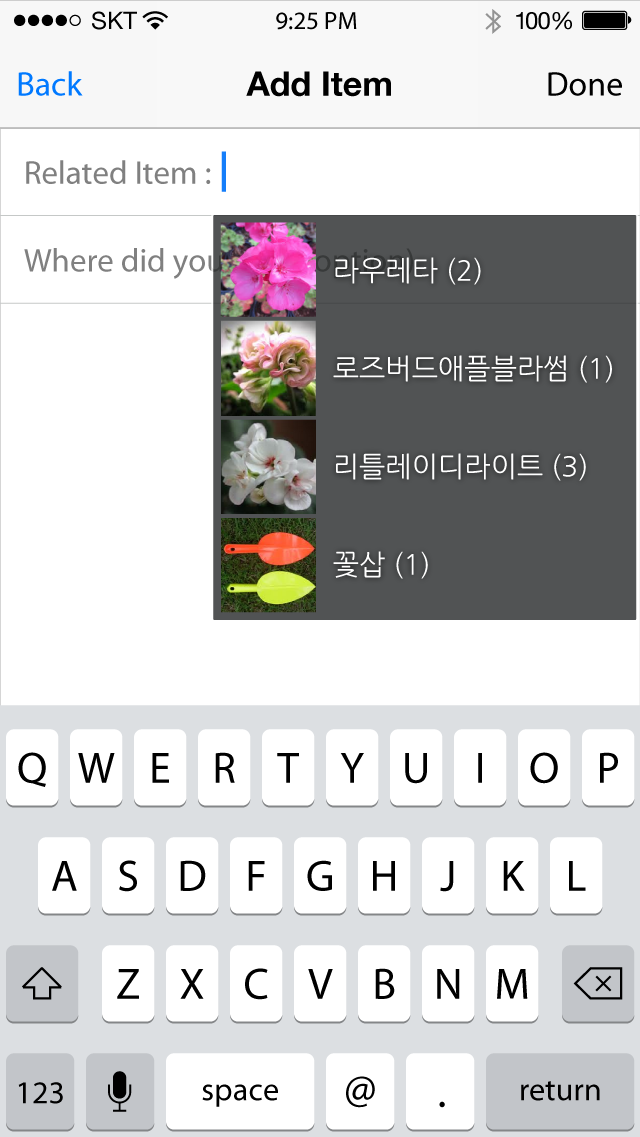 SKT 9:25 PM 100%
Back Add Item Done
Related Item :
Where did you
라우레타 (2)
로즈버드애플블라썸 (1)
리틀레이디라이트 (3)
꽃삽 (1)
Q W E R T Y U I O P
A S D F G H J K L
Z X C V B N M
123 space @ . return